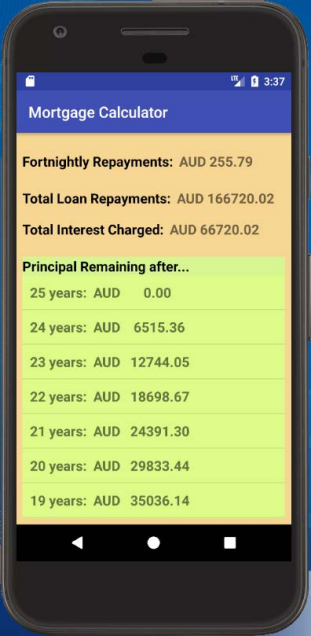 LTE 3:37
Mortgage Calculator
Fortnightly Repayments: AUD 255.79
Total Loan Repayments: AUD 166720.02
Total Interest Charged: AUD 66720.02
Principal Remaining after...
25 years: AUD 0.00
24 years: AUD 6515.36
23 years: AUD 12744.05
22 years: AUD 18698.67
21 years: AUD 24391.30
20 years: AUD 29833.44
19 years: AUD 35036.14